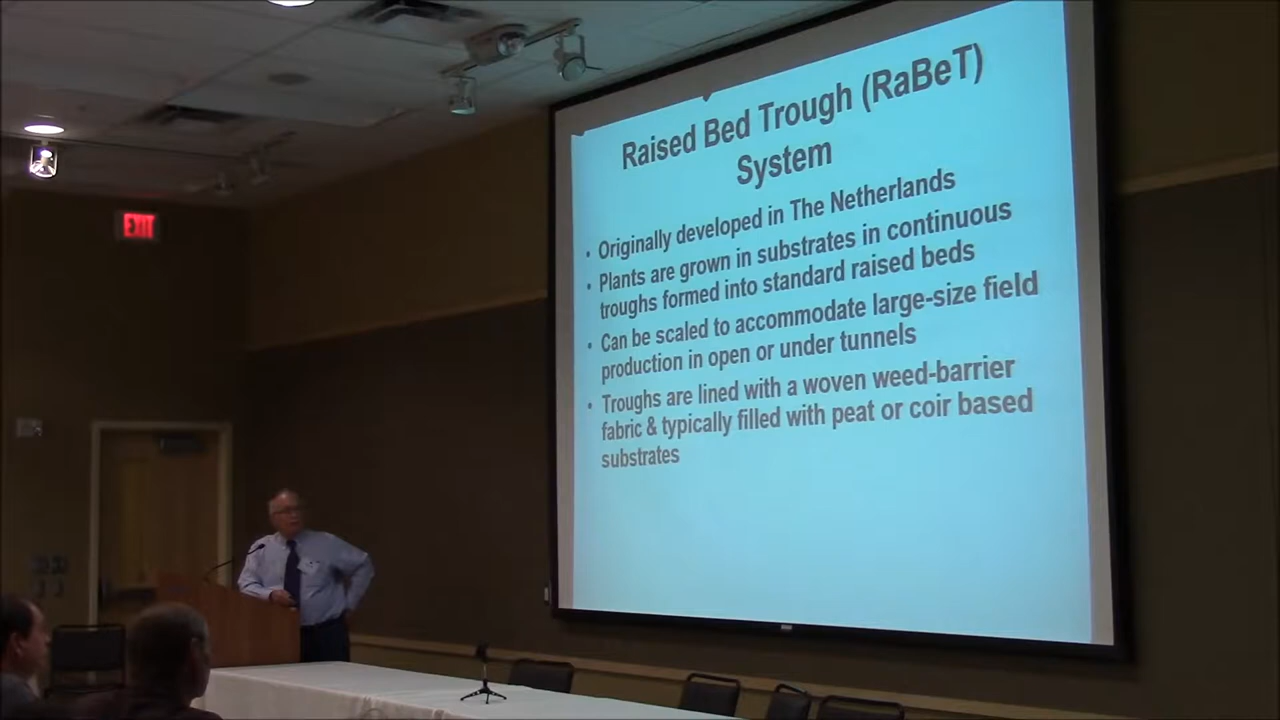 Raised Bed Trough (RaBeT)
System
• Originally developed in The Netherlands
• Plants are grown in substrates in continuous
troughs formed into standard raised beds
• Can be scaled to accommodate large-size field
production in open or under tunnels
• Troughs are lined with a woven weed-barrier
fabric & typically filled with peat or coir based
substrates
EXIT